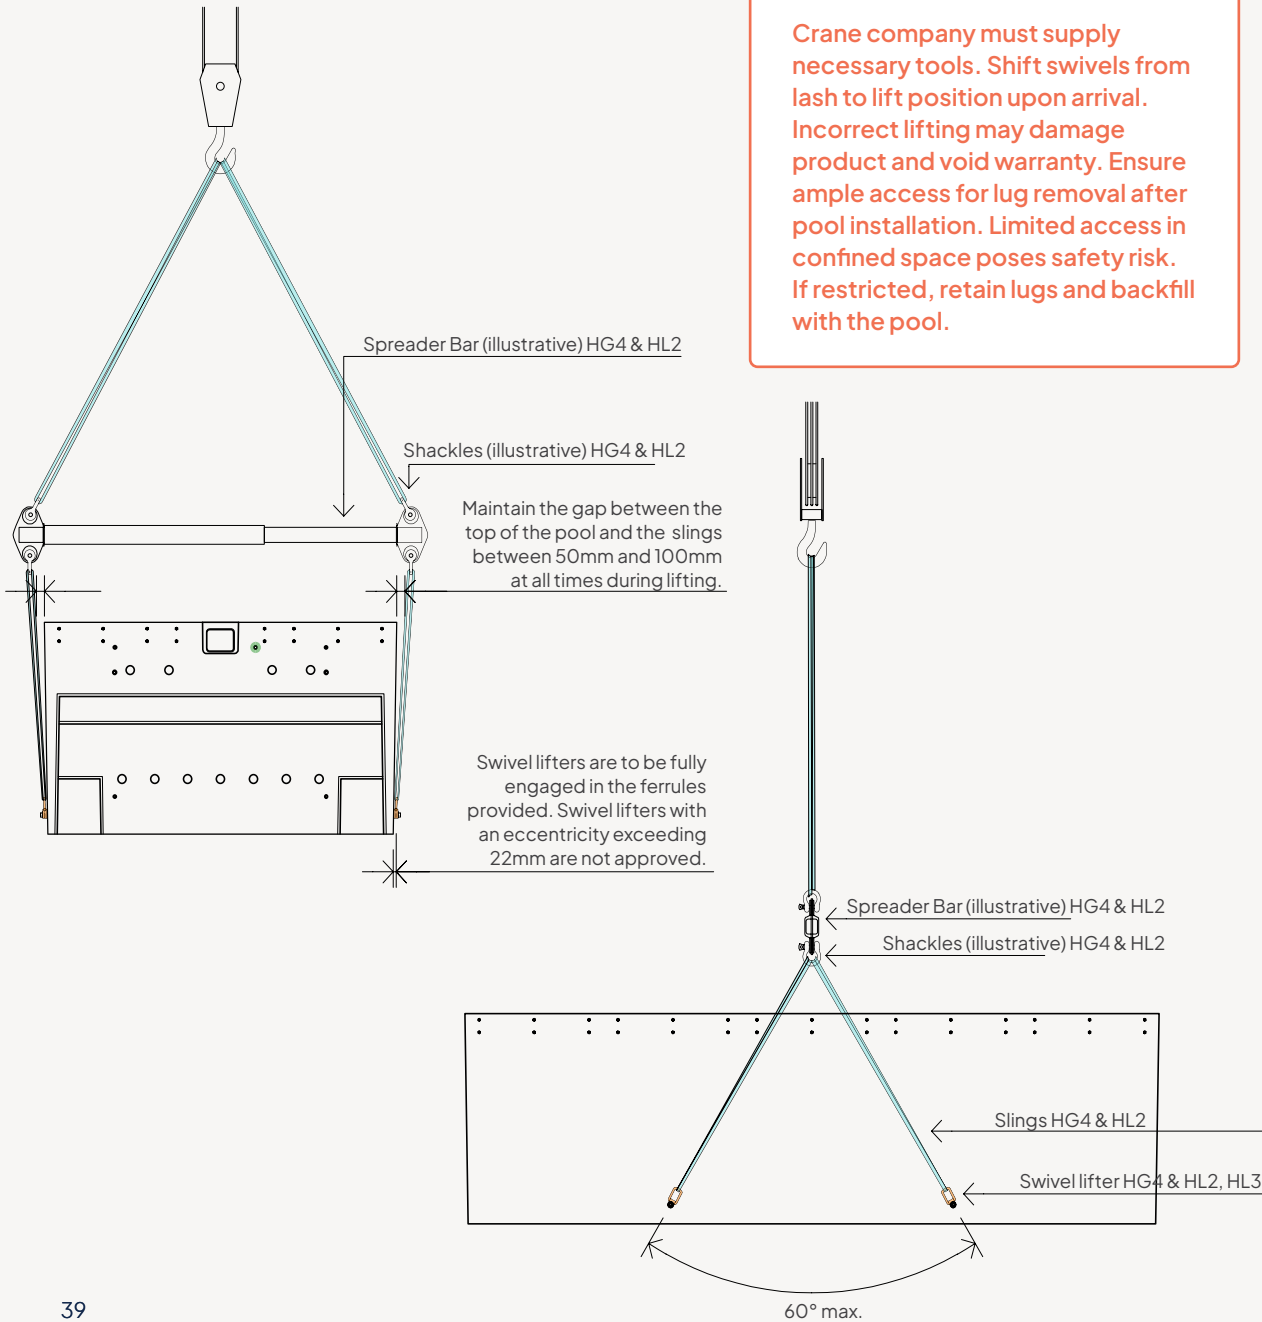 Crane company must supply
necessary tools. Shift swivels from
lash to lift position upon arrival.
Incorrect lifting may damage
product and void warranty. Ensure
ample access for lug removal after
pool installation. Limited access in
confined space poses safety risk.
If restricted, retain lugs and backfill
with the pool.
Spreader Bar (illustrative) HG4 & HL2
Shackles (illustrative) HG4 & HL2
Maintain the gap between the
top of the pool and the slings
between 50mm and 100mm
at all times during lifting.
Swivel lifters are to be fully
engaged in the ferrules
provided. Swivel lifters with
an eccentricity exceeding
22mm are not approved.
Spreader Bar (illustrative) HG4 & HL2
Shackles (illustrative) HG4 & HL2
Slings HG4 & HL2
Swivel lifter HG4 & HL2, HL3
60° max.
39